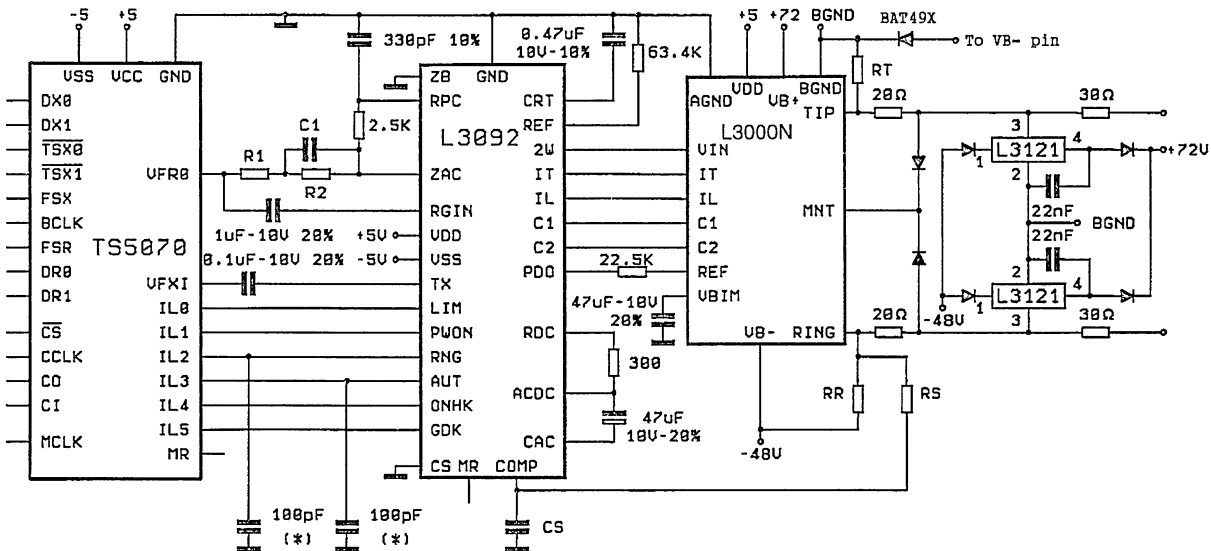 -5 +5
VSS VCC GND
DX0
DX1
TSX0
TSX1
FSX
BCLK
FSR
DR0
DR1
CS
CCLK
CO
CI
MCLK
TS5070
VFR0
VFXI
IL0
IL1
IL2
IL3
IL4
IL5
MR
330pF 10%
2.5K
C1
R1
R2
1uF-10V 20%
0.1uF-10V 20%
+5V
-5V
100pF
(*)
100pF
(*)
ZB
GND
RPC
L3092
ZAC
RGIN
VDD
VSS
TX
LIM
PWON
RNG
AUT
ONHK
GDK
CS MR COMP
CRT
REF
2W
IT
IL
C1
C2
PDO
RDC
ACDC
CAC
CS
0.47uF
10V-10%
63.4K
22.5K
47uF-10V
20%
300
47uF
10V-20%
+5 +72 BGND
AGND VDD VB+ BGND
L3000N
TIP
VIN
IT
IL
C1
C2
REF
VBIM
MNT
VB- RING
-48V
BAT49X
To VB- pin
RT
20Ω
30Ω
3
L3121
1
4
2
22nF
+72V
BGND
22nF
2
L3121
1
4
3
-48V
20Ω
30Ω
RR
RS